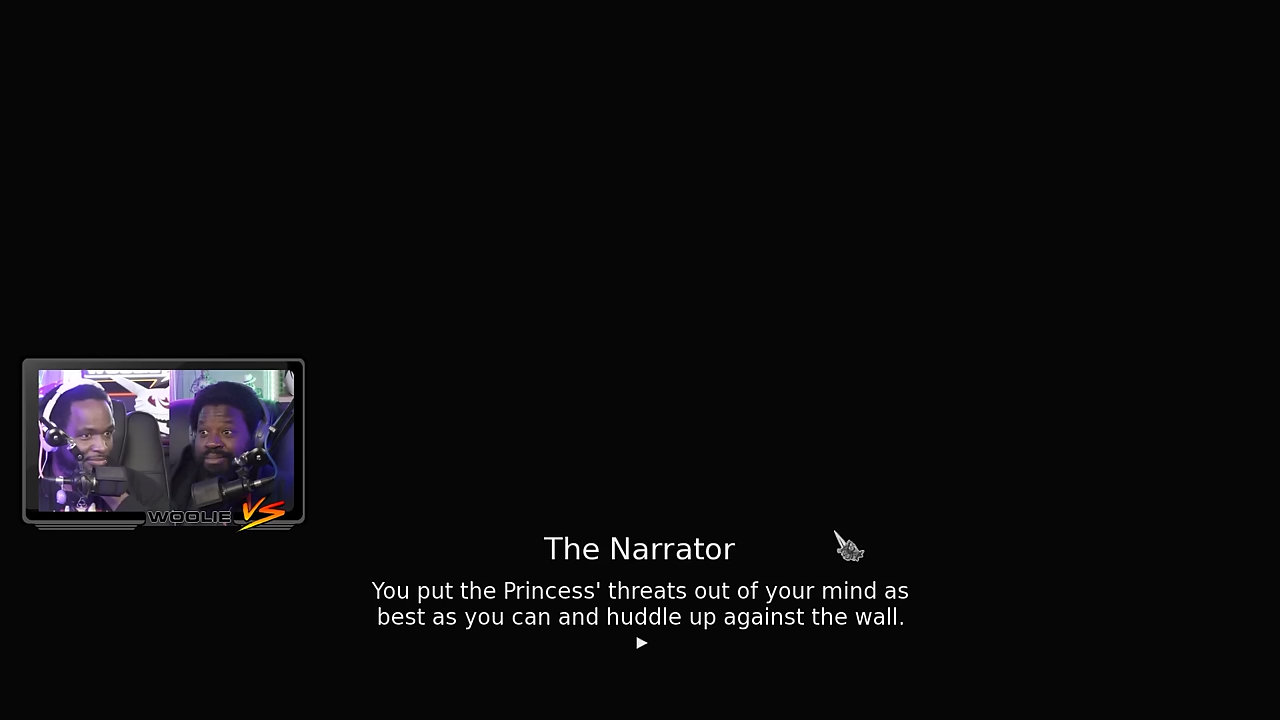 WOOLIE VS
The Narrator
You put the Princess' threats out of your mind as
best as you can and huddle up against the wall.